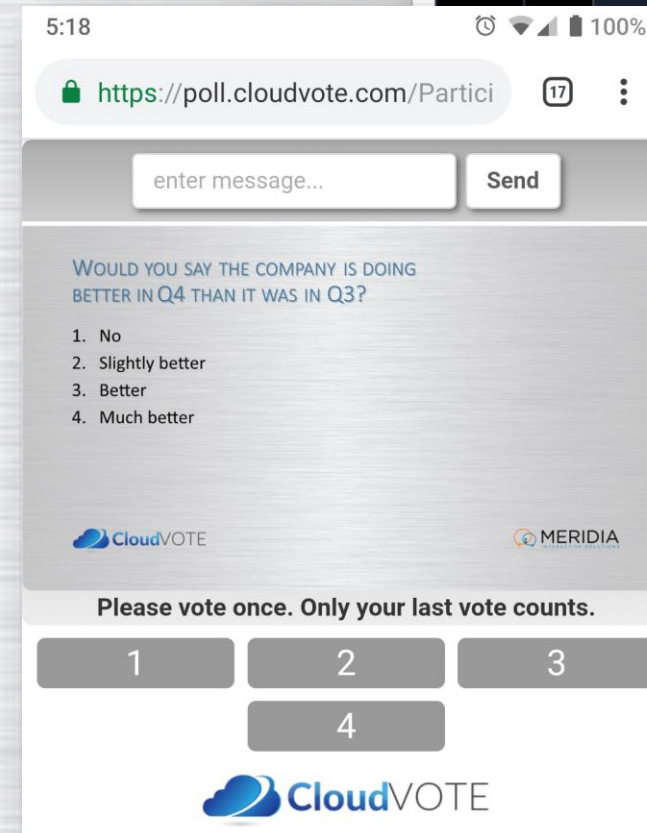 5:18 100%
https://poll.cloudvote.com/Partici 17
enter message... Send
WOULD YOU SAY THE COMPANY IS DOING
BETTER IN Q4 THAN IT WAS IN Q3?
1. No
2. Slightly better
3. Better
4. Much better
CloudVOTE MERIDIA
INTERACTIVE SOLUTIONS
Please vote once. Only your last vote counts.
1 2 3
4
CloudVOTE